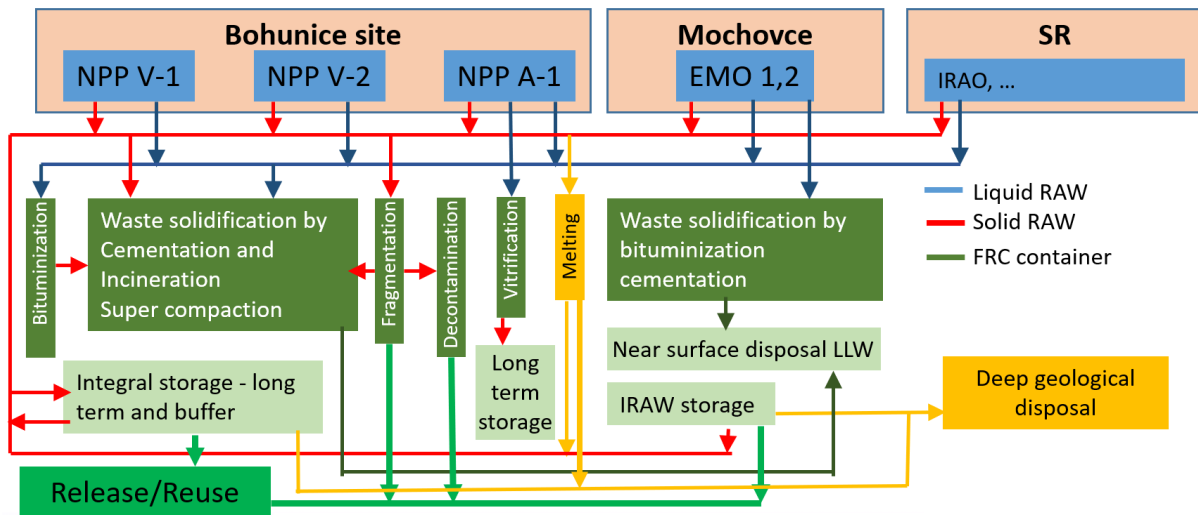 Bohunice site
Mochovce
SR
NPP V-1
NPP V-2
NPP A-1
EMO 1,2
IRAO, ...
Liquid RAW
Solid RAW
FRC container
Bituminization
Waste solidification by
Cementation and
Incineration
Super compaction
Fragmentation
Decontamination
Vitrification
Melting
Waste solidification by
bituminization
cementation
Near surface disposal LLW
Long
term
storage
Integral storage - long
term and buffer
IRAW storage
Deep geological
disposal
Release/Reuse